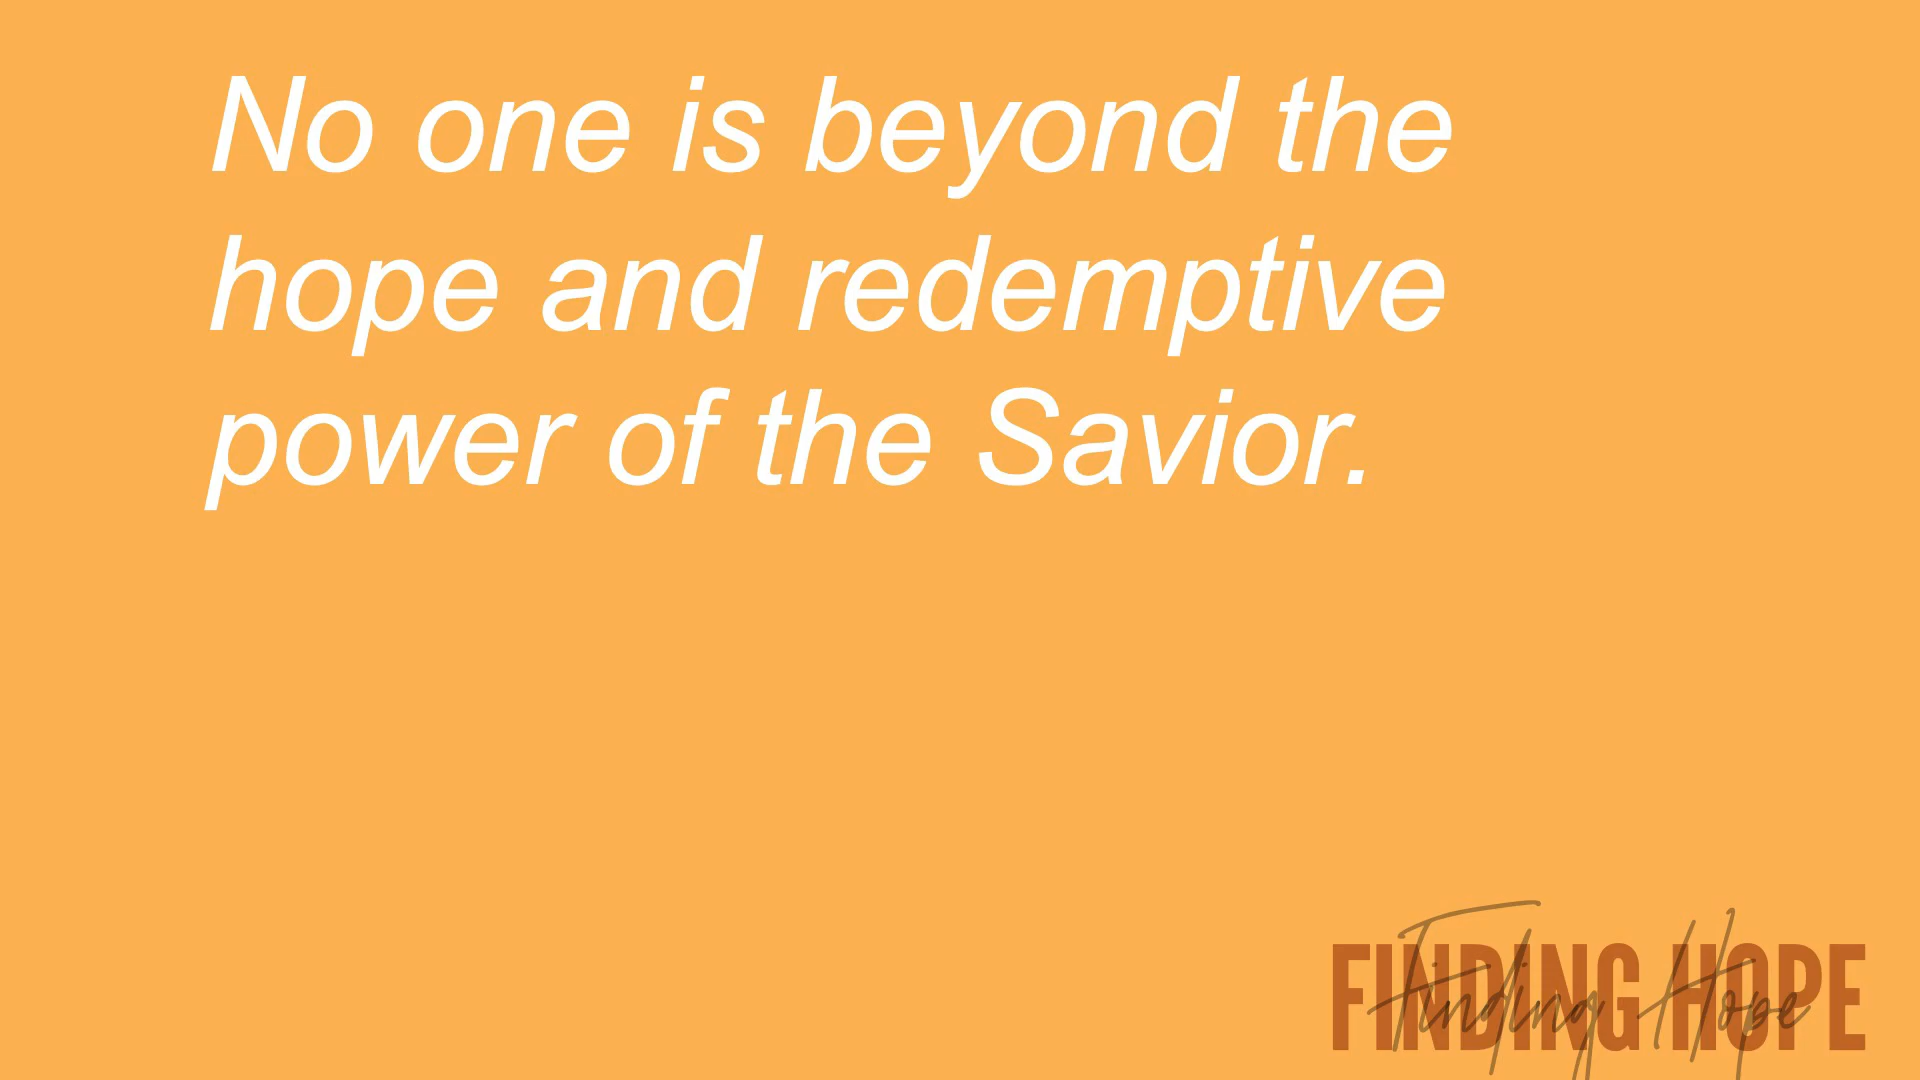 No one is beyond the
hope and redemptive
power of the Savior.
FINDING HOPE
Finding Hope